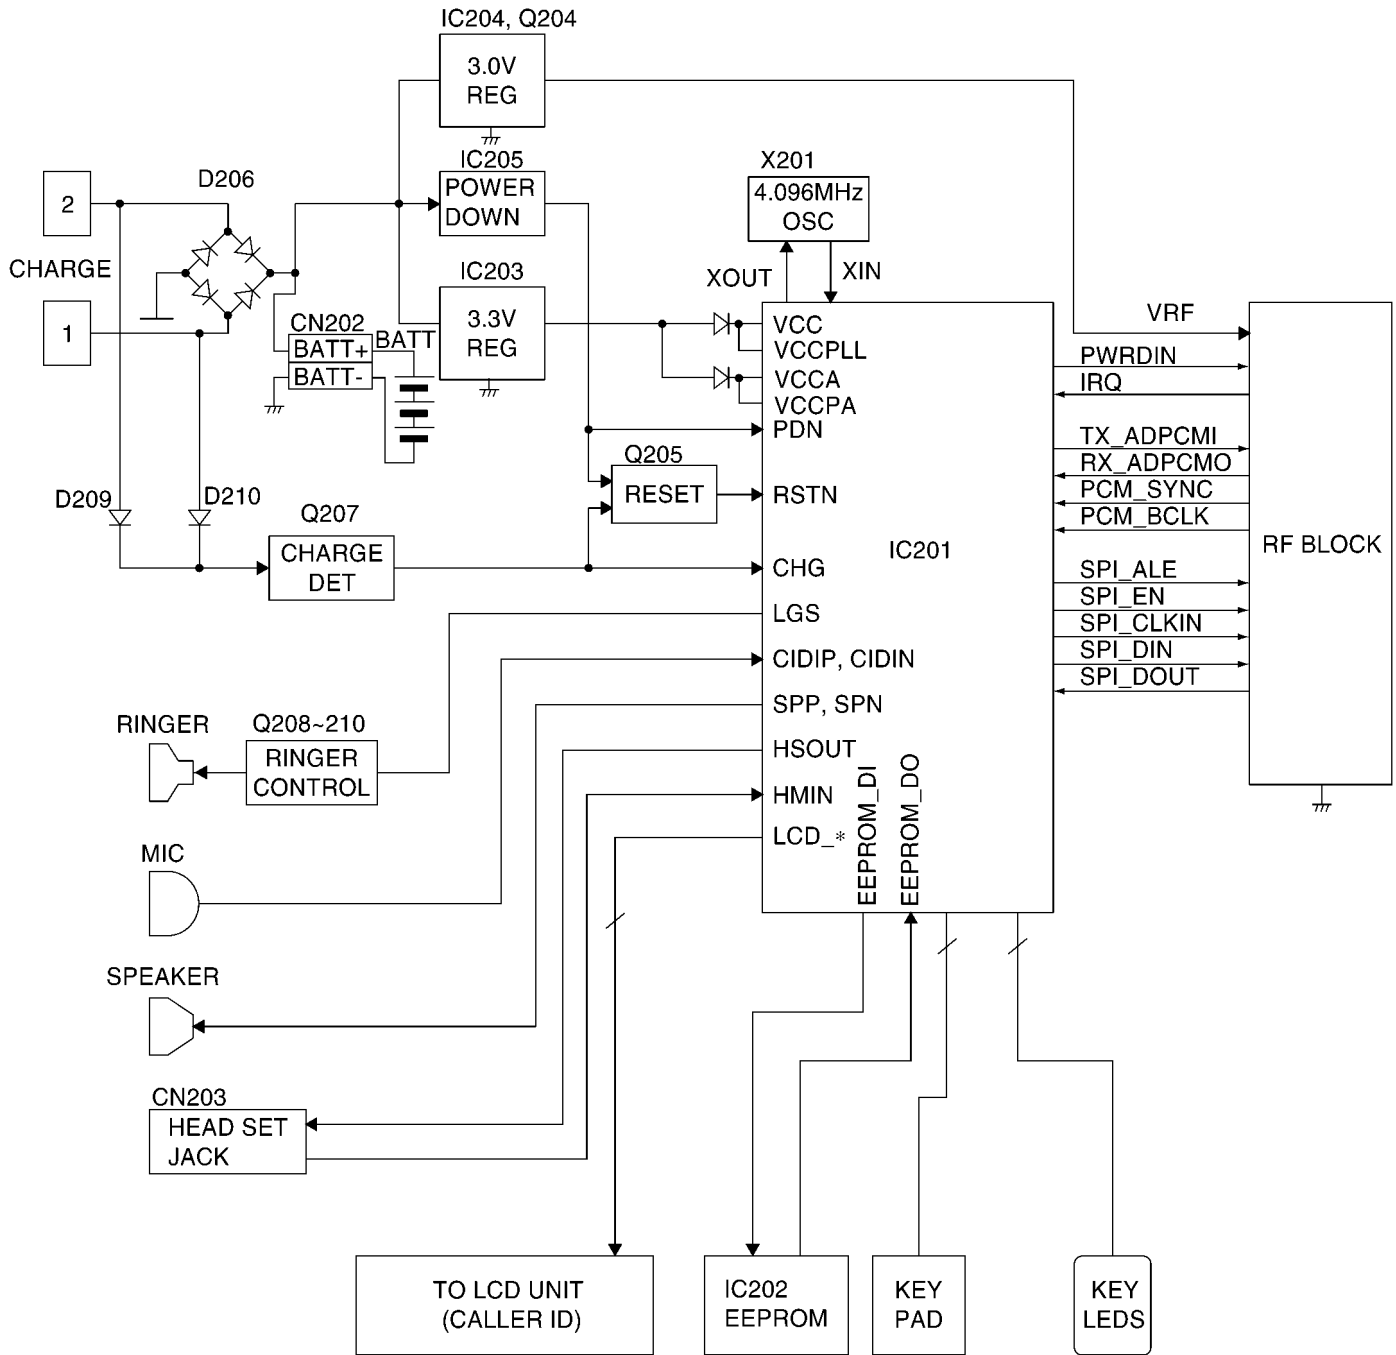 IC204, Q204
3.0V
REG
IC205
POWER
DOWN
X201
4.096MHz
OSC
D206
2
CHARGE
1
IC203
3.3V
REG
CN202
BATT+
BATT-
BATT
XOUT
XIN
VCC
VCCPLL
VCCA
VCCPA
PDN
RSTN
CHG
LGS
CIDIP, CIDIN
SPP, SPN
HSOUT
HMIN
LCD_*
EEPROM_DI
EEPROM_DO
IC201
VRF
PWRDIN
IRQ
TX_ADPCMI
RX_ADPCMO
PCM_SYNC
PCM_BCLK
SPI_ALE
SPI_EN
SPI_CLKIN
SPI_DIN
SPI_DOUT
RF BLOCK
Q205
RESET
D209
D210
Q207
CHARGE
DET
RINGER
Q208~210
RINGER
CONTROL
MIC
SPEAKER
CN203
HEAD SET
JACK
TO LCD UNIT
(CALLER ID)
IC202
EEPROM
KEY
PAD
KEY
LEDS